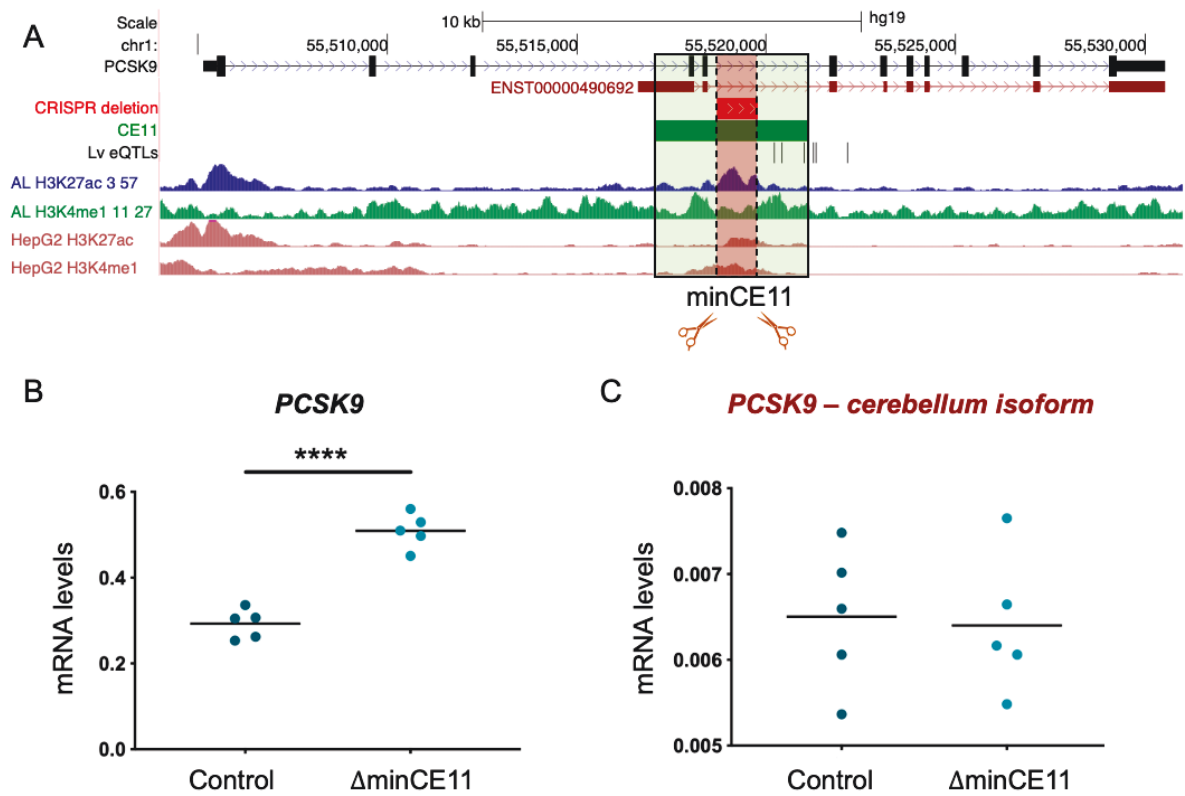 A
Scale 10 kb hg19
chr1: 55,510,000 55,515,000 55,520,000 55,525,000 55,530,000
PCSK9
ENST00000490692
CRISPR deletion
CE11
Lv eQTLs
AL H3K27ac 3 57
AL H3K4me1 11 27
HepG2 H3K27ac
HepG2 H3K4me1
minCE11
B
PCSK9
****
mRNA levels
0.6
0.4
0.2
0.0
Control ΔminCE11
C
PCSK9 – cerebellum isoform
mRNA levels
0.008
0.007
0.006
0.005
Control ΔminCE11